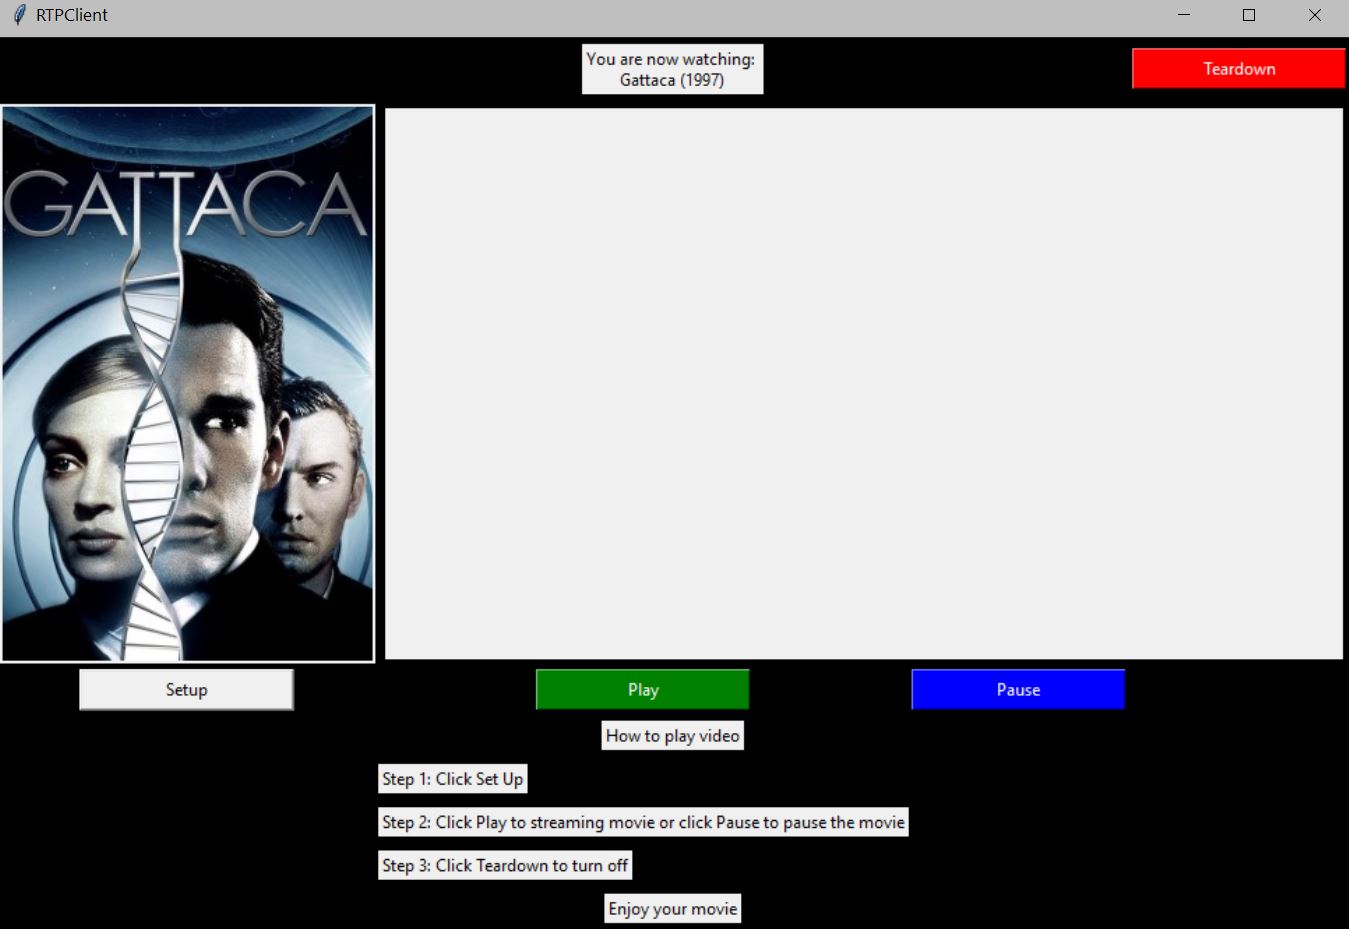 RTPClient
You are now watching:
Gattaca (1997)
Teardown
GATTACA
Setup
Play
Pause
How to play video
Step 1: Click Set Up
Step 2: Click Play to streaming movie or click Pause to pause the movie
Step 3: Click Teardown to turn off
Enjoy your movie